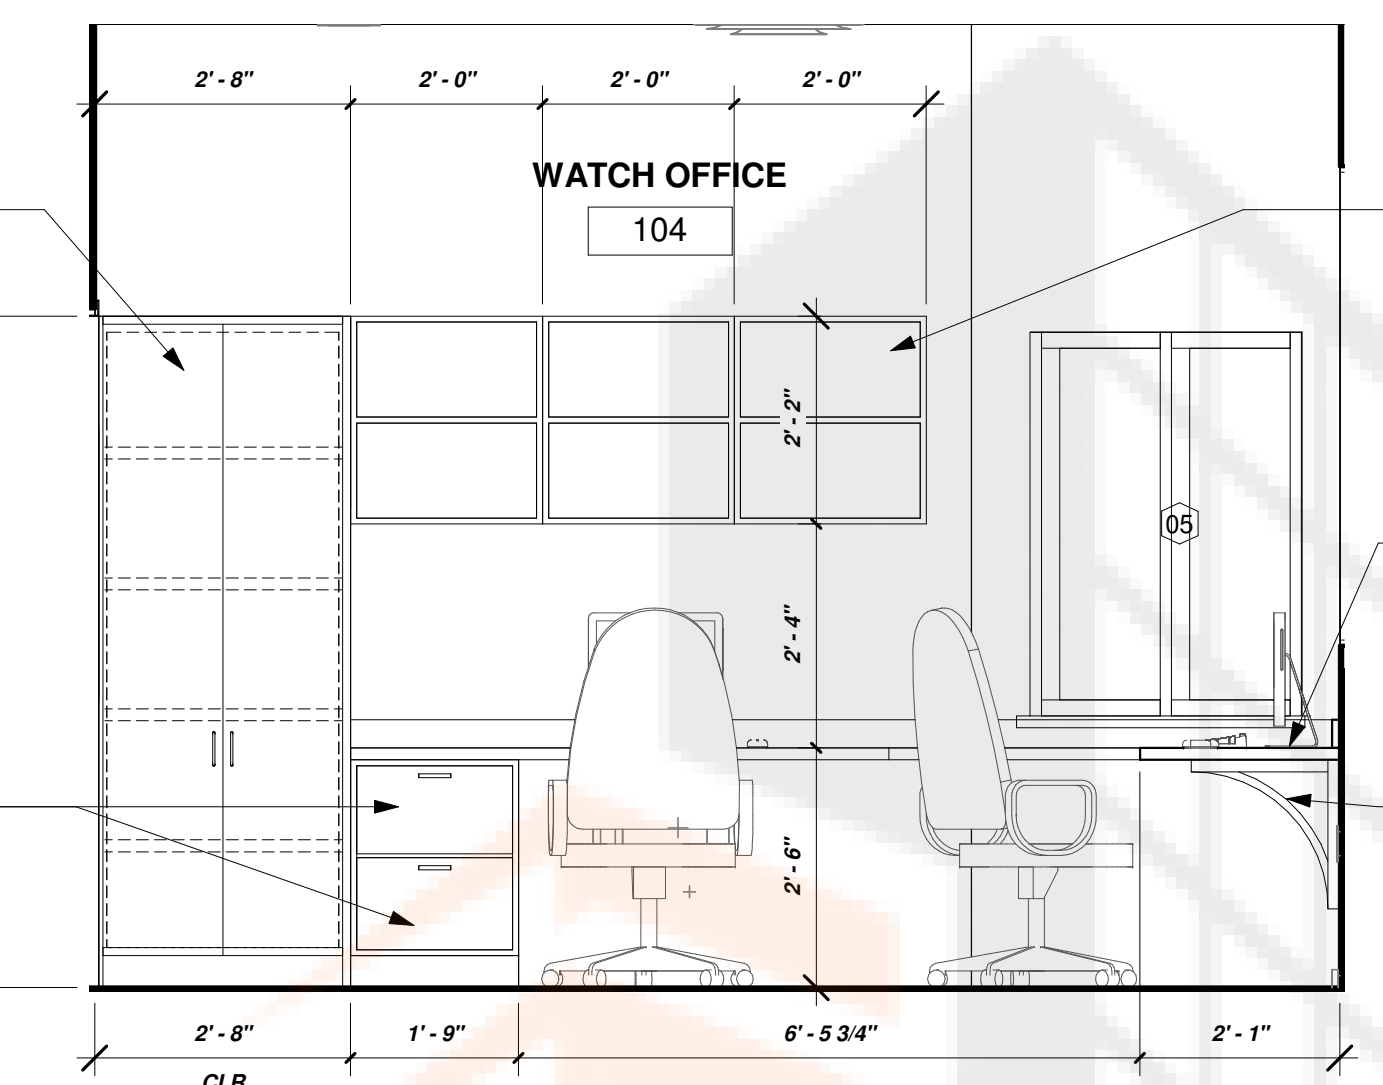 2' - 8" 2' - 0" 2' - 0" 2' - 0"
WATCH OFFICE
104
2' - 2"
05
2' - 4"
2' - 6"
2' - 8" 1' - 9" 6' - 5 3/4" 2' - 1"
CLR